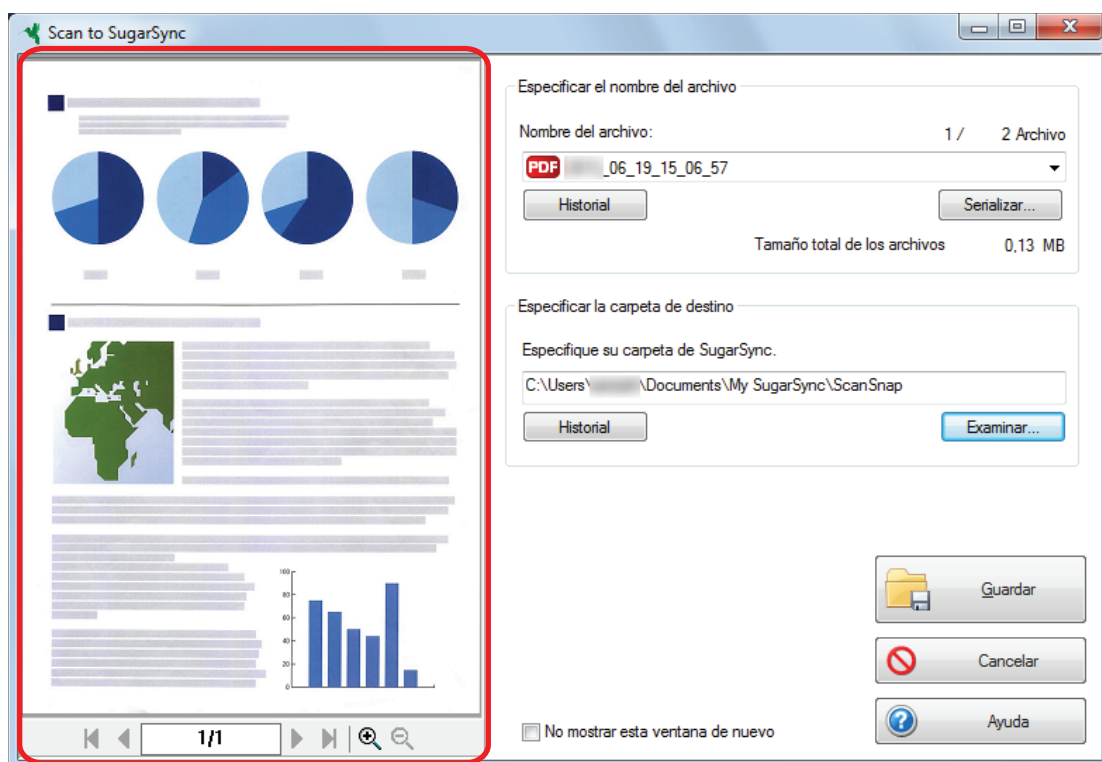 Scan to SugarSync
Especificar el nombre del archivo
Nombre del archivo: 1 / 2 Archivo
PDF _06_19_15_06_57
Historial Serializar...
Tamaño total de los archivos 0,13 MB
Especificar la carpeta de destino
Especifique su carpeta de SugarSync.
C:\Users\ \Documents\My SugarSync\ScanSnap
Historial Examinar...
100
80
60
40
20
0
Guardar
Cancelar
Ayuda
1/1
No mostrar esta ventana de nuevo